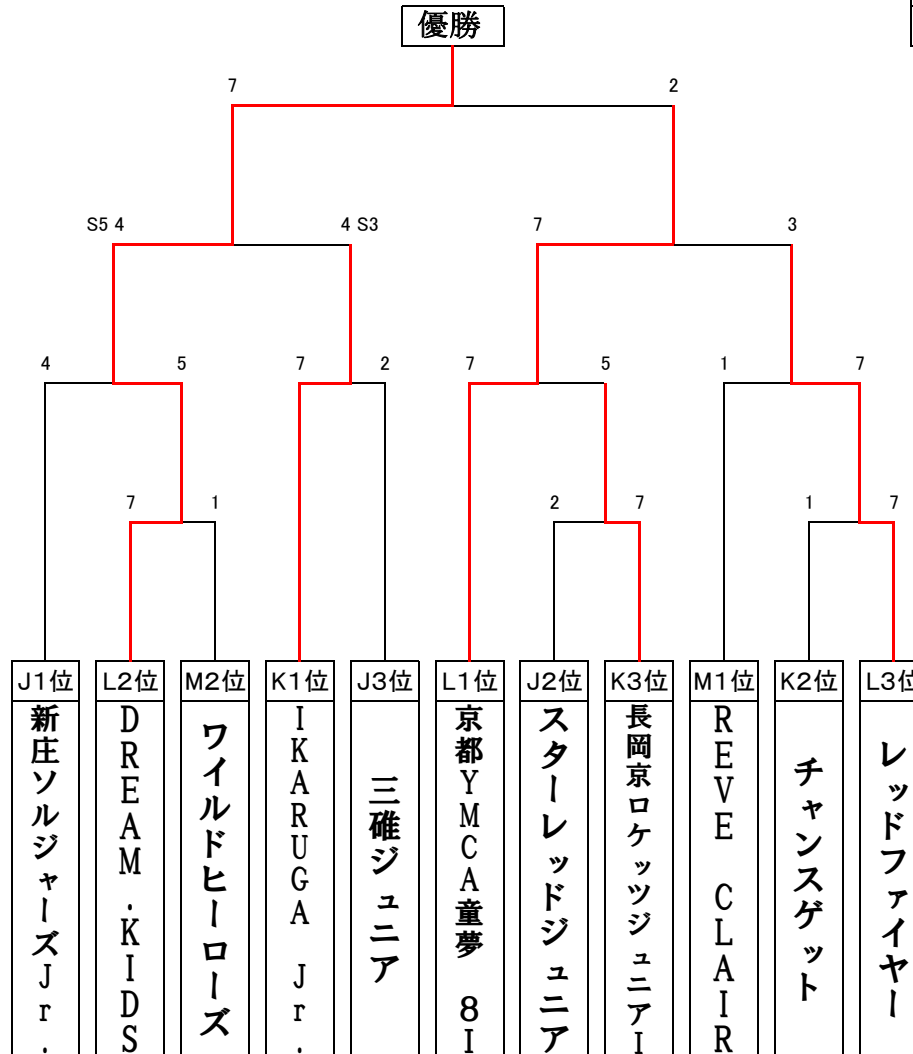 優勝
7
2
S5 4
4 S3
7
3
4
5
7
2
7
5
1
7
7
1
2
7
1
7
J1位
L2位
M2位
K1位
J3位
L1位
J2位
K3位
M1位
K2位
L3位
新庄ソルジャーズJr.
DREAM.KIDS
ワイルドヒーローズ
IKARUGA Jr.
三碓ジュニア
京都YMCA童夢 8I
スターレッドジュニア
長岡京ロケッツジュニアI
REVE CLAIR
チャンスゲット
レッドファイヤー